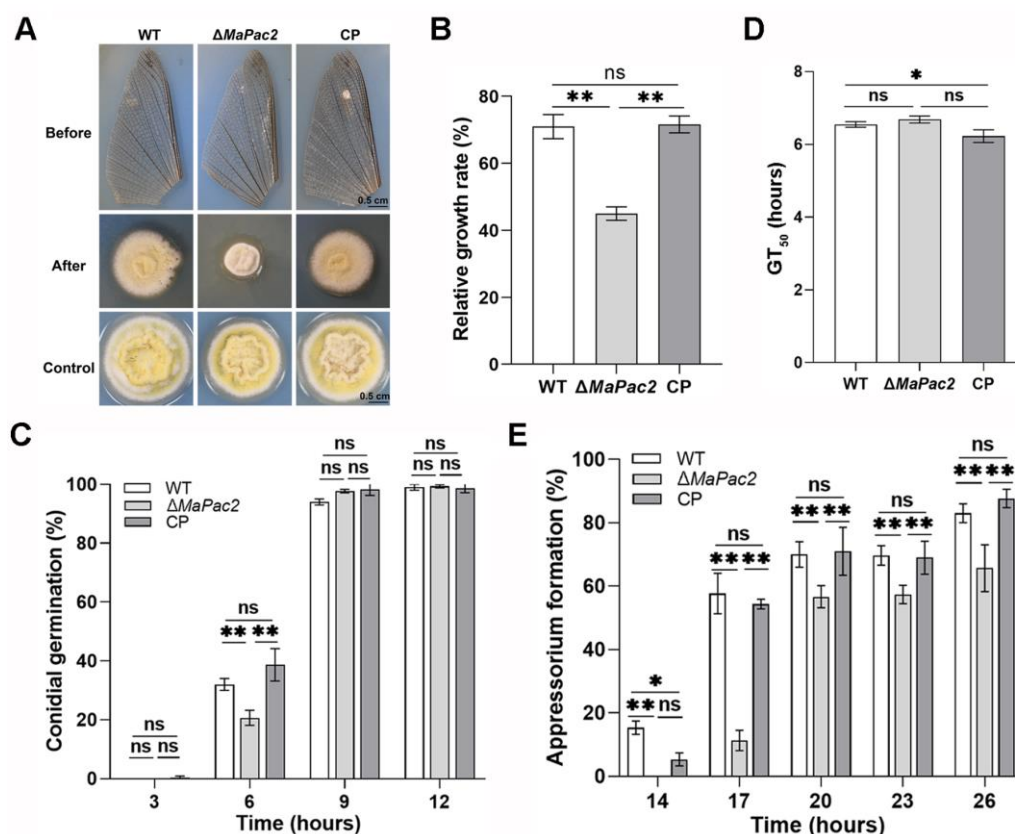 A
WT
ΔMaPac2
CP
Before
0.5 cm
After
Control
0.5 cm
B
Relative growth rate (%)
80
60
40
20
0
ns
** **
WT ΔMaPac2 CP
D
GT50 (hours)
8
6
4
2
0
*
ns ns
WT ΔMaPac2 CP
C
Conidial germination (%)
100
80
60
40
20
0
WT
ΔMaPac2
CP
ns
ns ns
ns
** **
ns
ns ns
ns
ns ns
3 6 9 12
Time (hours)
E
Appressorium formation (%)
100
80
60
40
20
0
WT
ΔMaPac2
CP
*
** ns
ns
** **
ns
** **
ns
** **
ns
** **
14 17 20 23 26
Time (hours)